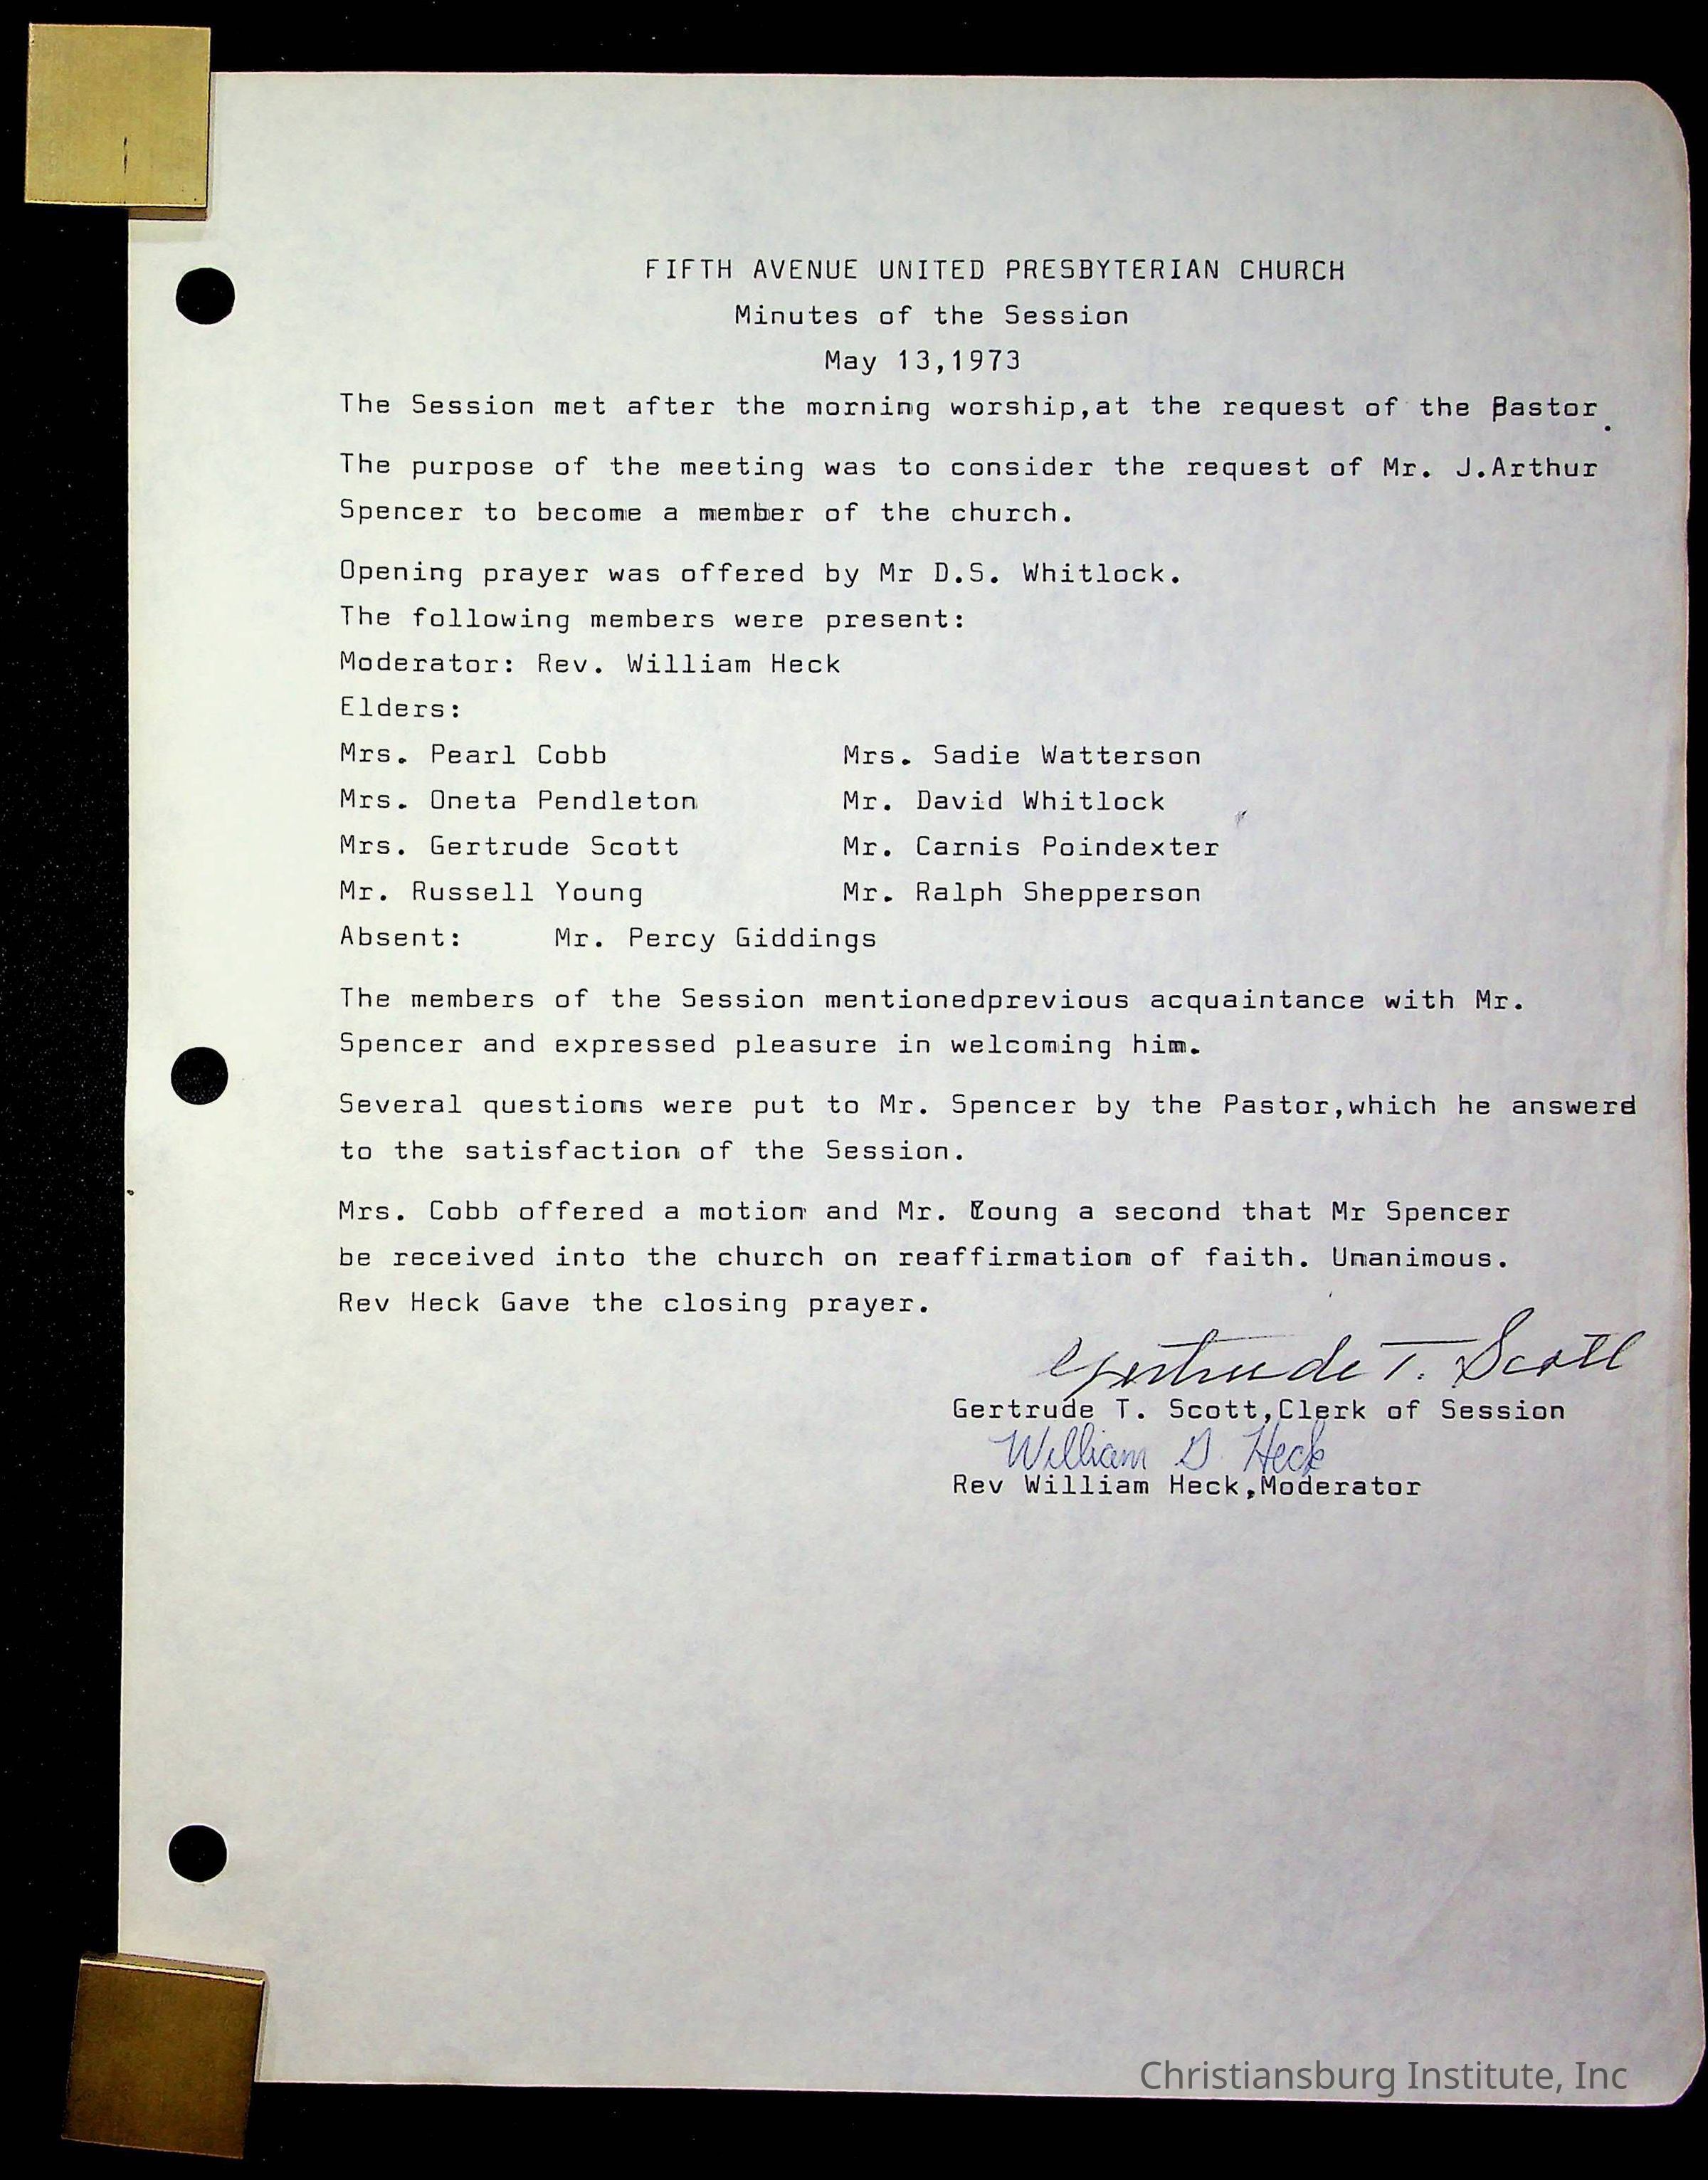 FIFTH AVENUE UNITED PRESBYTERIAN CHURCH
Minutes of the Session
May 13,1973
The Session met after the morning worship,at the request of the Pastor.
The purpose of the meeting was to consider the request of Mr. J.Arthur
Spencer to become a member of the church.
Opening prayer was offered by Mr D.S. Whitlock.
The following members were present:
Moderator: Rev. William Heck
Elders:
Mrs. Pearl Cobb Mrs. Sadie Watterson
Mrs. Oneta Pendleton Mr. David Whitlock
Mrs. Gertrude Scott Mr. Carnis Poindexter
Mr. Russell Young Mr. Ralph Shepperson
Absent: Mr. Percy Giddings
The members of the Session mentionedprevious acquaintance with Mr.
Spencer and expressed pleasure in welcoming him.
Several questions were put to Mr. Spencer by the Pastor,which he answerd
to the satisfaction of the Session.
Mrs. Cobb offered a motion and Mr. Young a second that Mr Spencer
be received into the church on reaffirmation of faith. Unanimous.
Rev Heck Gave the closing prayer.
Gertrude T. Scott
Gertrude T. Scott,Clerk of Session
William G. Heck
Rev William Heck,Moderator
Christiansburg Institute, Inc